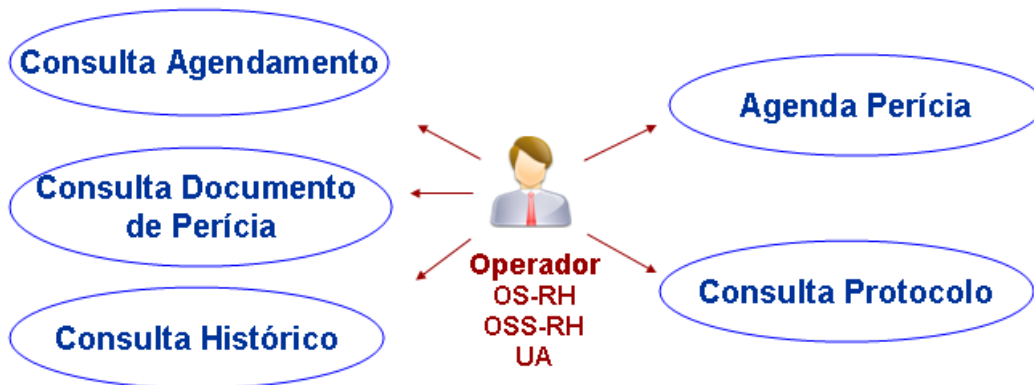 Consulta Agendamento
Agenda Perícia
Consulta Documento
de Perícia
Operador
OS-RH
OSS-RH
UA
Consulta Protocolo
Consulta Histórico